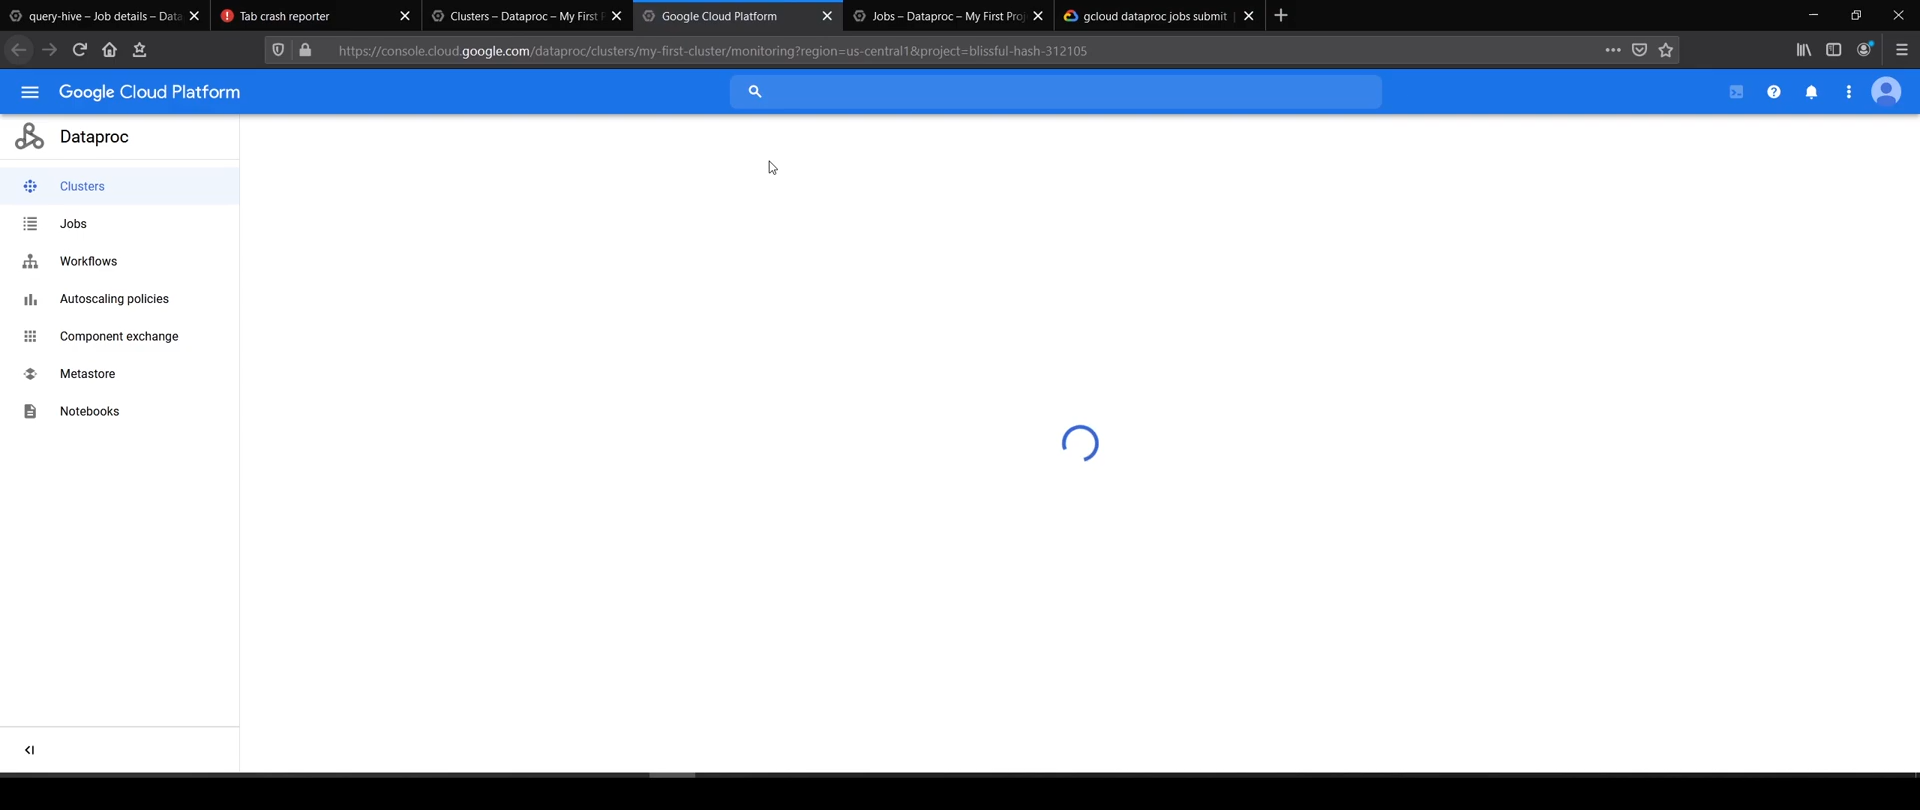 query-hive – Job details – Data
Tab crash reporter
Clusters – Dataproc – My First P
Google Cloud Platform
Jobs – Dataproc – My First Proj
gcloud dataproc jobs submit
https://console.cloud.google.com/dataproc/clusters/my-first-cluster/monitoring?region=us-central1&project=blissful-hash-312105
Google Cloud Platform
Dataproc
Clusters
Jobs
Workflows
Autoscaling policies
Component exchange
Metastore
Notebooks